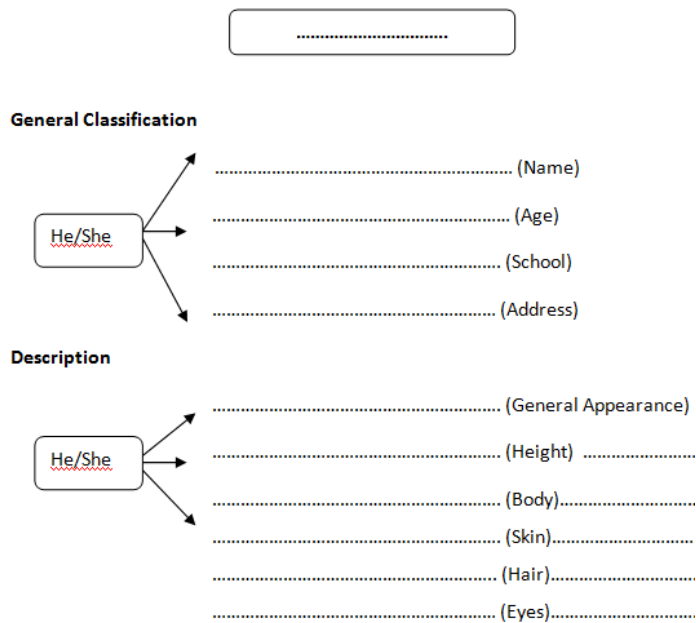 ................................
General Classification
................................................................ (Name)
................................................................ (Age)
He/She
.............................................................. (School)
............................................................. (Address)
Description
.............................................................. (General Appearance)
.............................................................. (Height) ........................
He/She
.............................................................. (Body)..............................
.............................................................. (Skin)..............................
............................................................. (Hair)...............................
............................................................. (Eyes)...............................